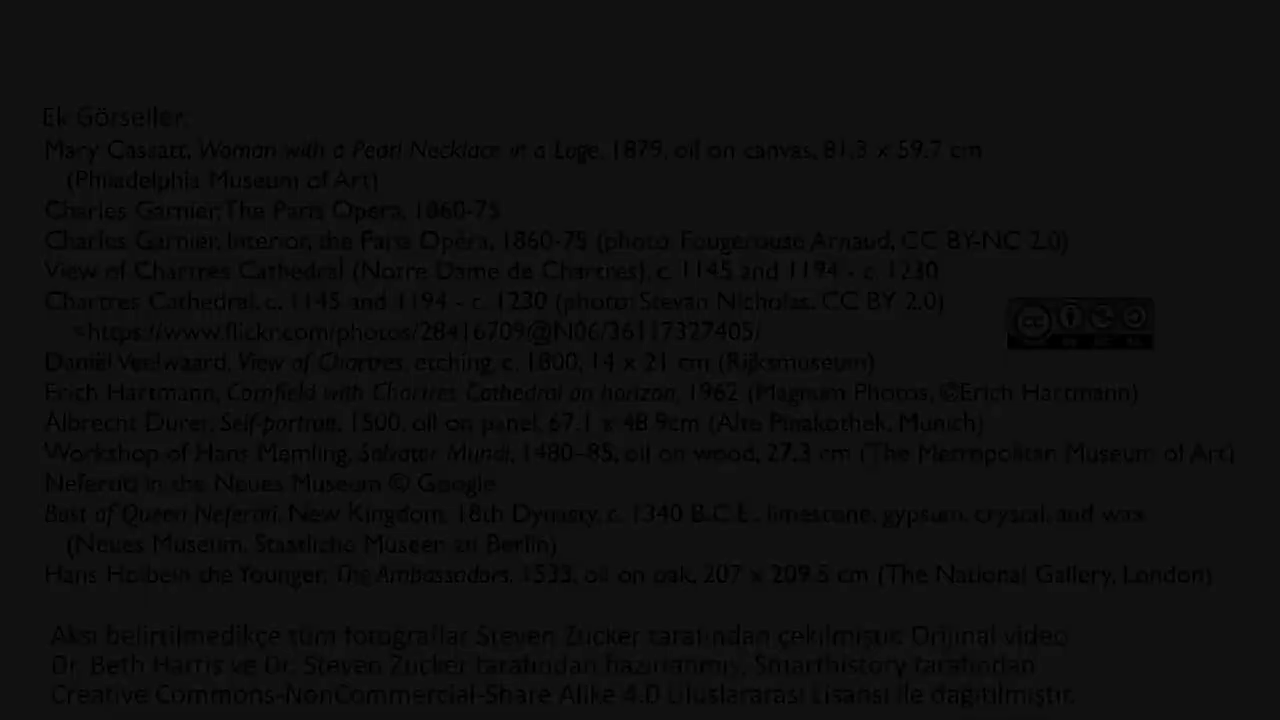 Ek Görseller:
Mary Cassatt, Woman with a Pearl Necklace in a Loge, 1879, oil on canvas, 81.3 x 59.7 cm
(Philadelphia Museum of Art)
Charles Garnier, The Paris Opera, 1860-75
Charles Garnier, Interior, the Paris Opéra, 1860-75 (photo: Fougerouse Arnaud, CC BY-NC 2.0)
View of Chartres Cathedral (Notre Dame de Chartres), c. 1145 and 1194 - c. 1230
Chartres Cathedral, c. 1145 and 1194 - c. 1230 (photo: Stevan Nicholas, CC BY 2.0)
<https://www.flickr.com/photos/28416709@N06/36117327405/
Daniël Veelwaard, View of Chartres, etching, c. 1800, 14 x 21 cm (Rijksmuseum)
Erich Hartmann, Cornfield with Chartres Cathedral on horizon, 1962 (Magnum Photos, ©Erich Hartmann)
Albrecht Durer, Self-portrait, 1500, oil on panel, 67.1 x 48.9cm (Alte Pinakothek, Munich)
Workshop of Hans Memling, Salvator Mundi, 1480–85, oil on wood, 27.3 cm (The Metropolitan Museum of Art)
Nefertiti in the Neues Museum © Google
Bust of Queen Nefertiti, New Kingdom, 18th Dynasty, c. 1340 B.C.E., limestone, gypsum, crystal, and wax
(Neues Museum, Staatliche Museen zu Berlin)
Hans Holbein the Younger, The Ambassadors, 1533, oil on oak, 207 x 209.5 cm (The National Gallery, London)
Aksi belirtilmedikçe tüm fotoğraflar Steven Zucker tarafından çekilmiştir. Orijinal video
Dr. Beth Harris ve Dr. Steven Zucker tarafından hazırlanmış, Smarthistory tarafından
Creative Commons-NonCommercial-Share Alike 4.0 Uluslararası Lisansı ile dağıtılmıştır.